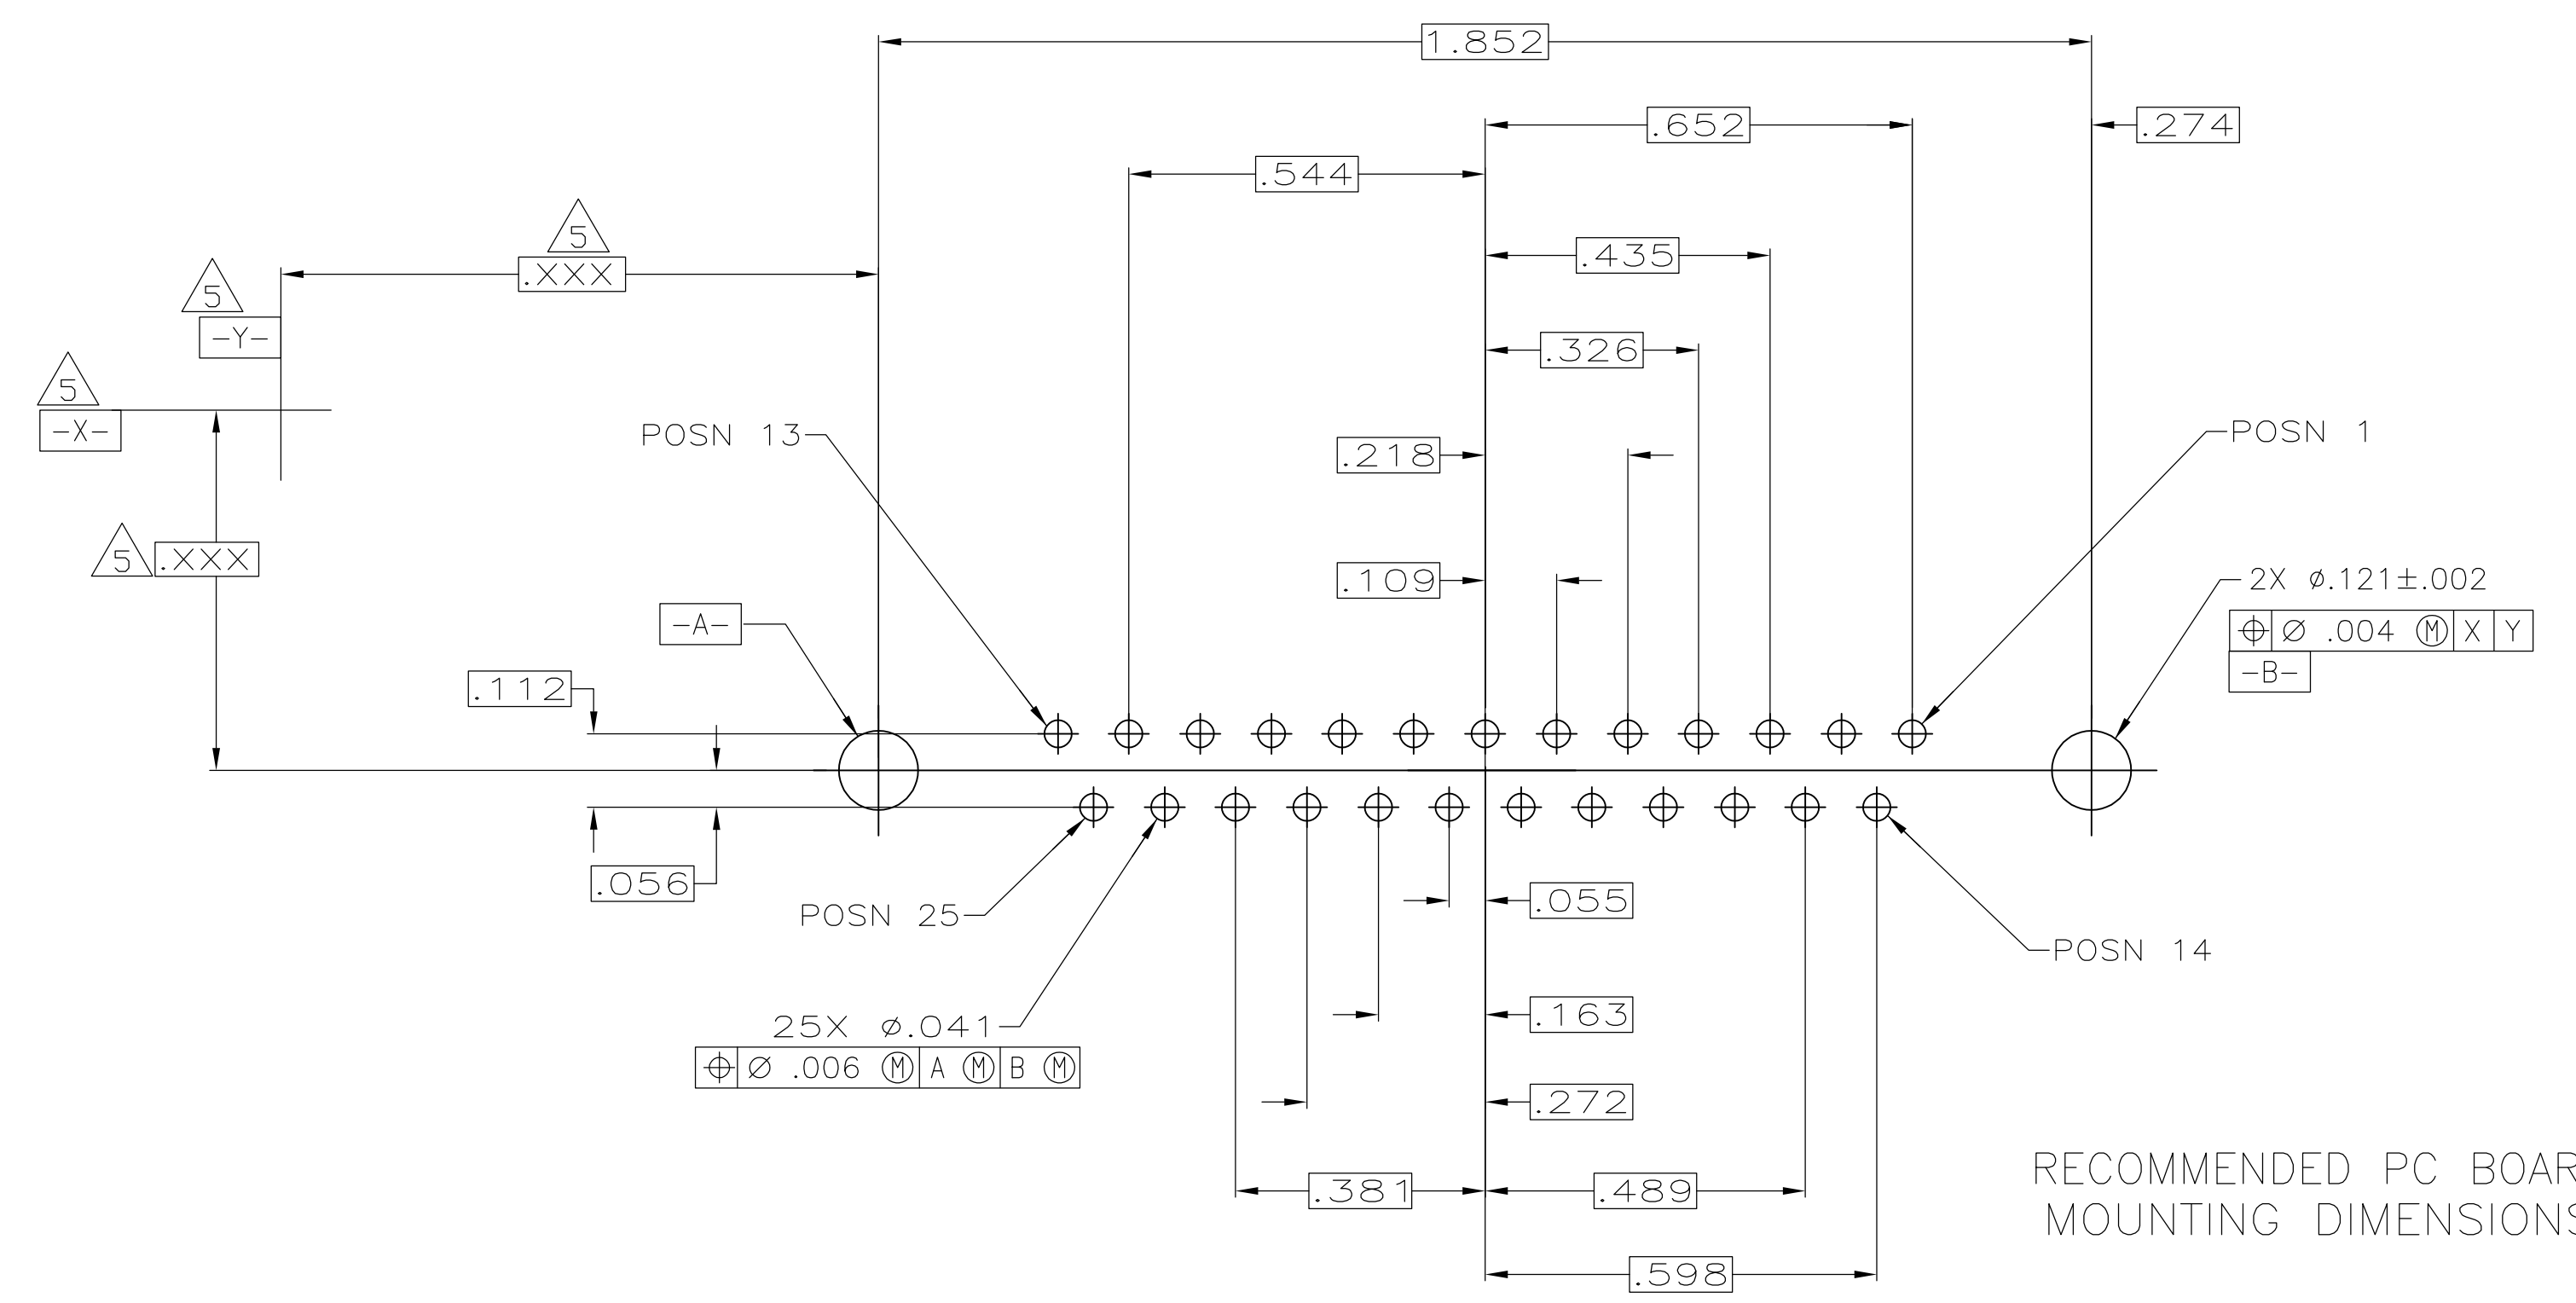 1.852
.652
.274
.544
5
.XXX
.435
5
-Y-
.326
5
-X-
POSN 13
.218
POSN 1
5 .XXX
.109
2X ø.121±.002
⌖ Ø .004 Ⓜ X Y
-B-
-A-
.112
.056
POSN 25
.055
POSN 14
.163
25X ø.041
⌖ Ø .006 Ⓜ A Ⓜ B Ⓜ
.272
.381
.489
RECOMMENDED PC BOAR
MOUNTING DIMENSIONS
.598